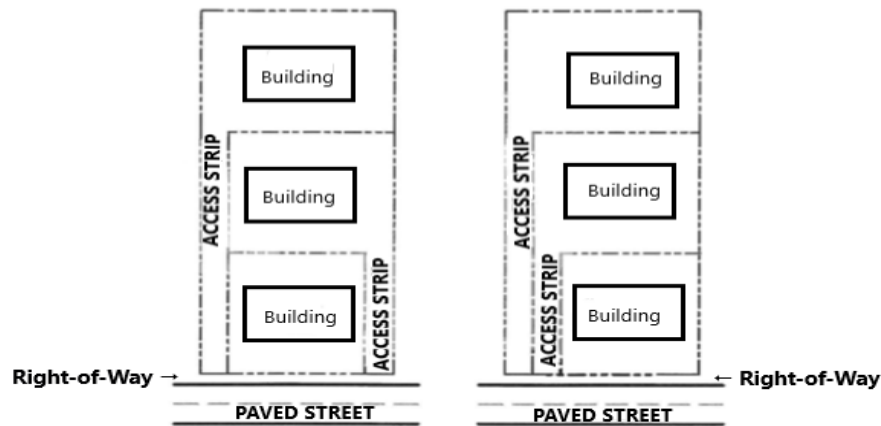 Building
Building
ACCESS STRIP
Building
ACCESS STRIP
Building
Building
ACCESS STRIP
Building
ACCESS STRIP
Building
Right-of-Way →
← Right-of-Way
PAVED STREET
PAVED STREET